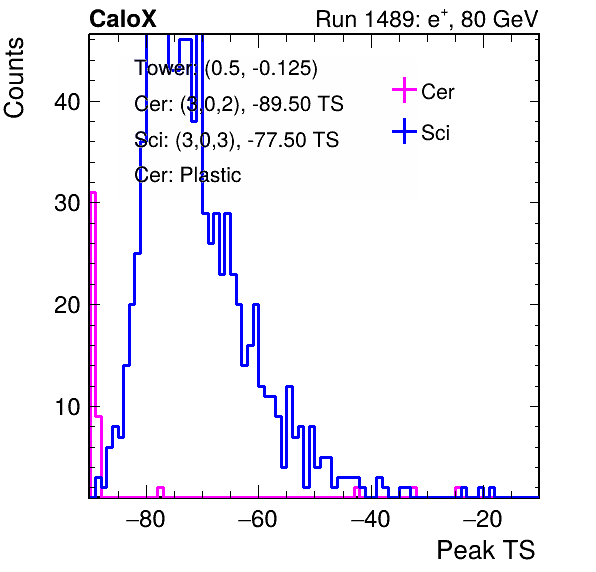 CaloX Run 1489: e+, 80 GeV
Counts
Tower: (0.5, -0.125)
Cer: (3,0,2), -89.50 TS
Sci: (3,0,3), -77.50 TS
Cer: Plastic
Cer
Sci
40
30
20
10
−80 −60 −40 −20
Peak TS